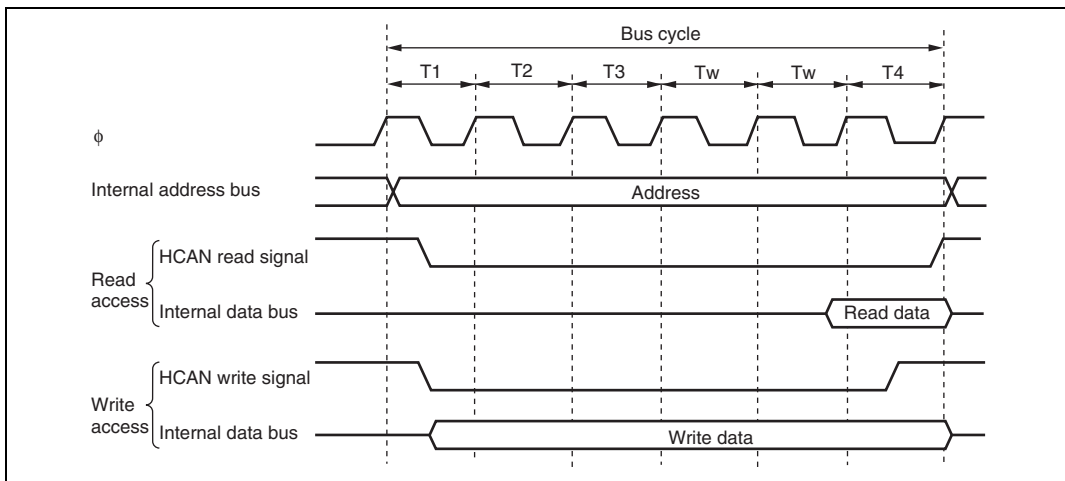 Bus cycle
T1 T2 T3 Tw Tw T4
ϕ
Internal address bus
Address
HCAN read signal
Read access
Internal data bus
Read data
HCAN write signal
Write access
Internal data bus
Write data